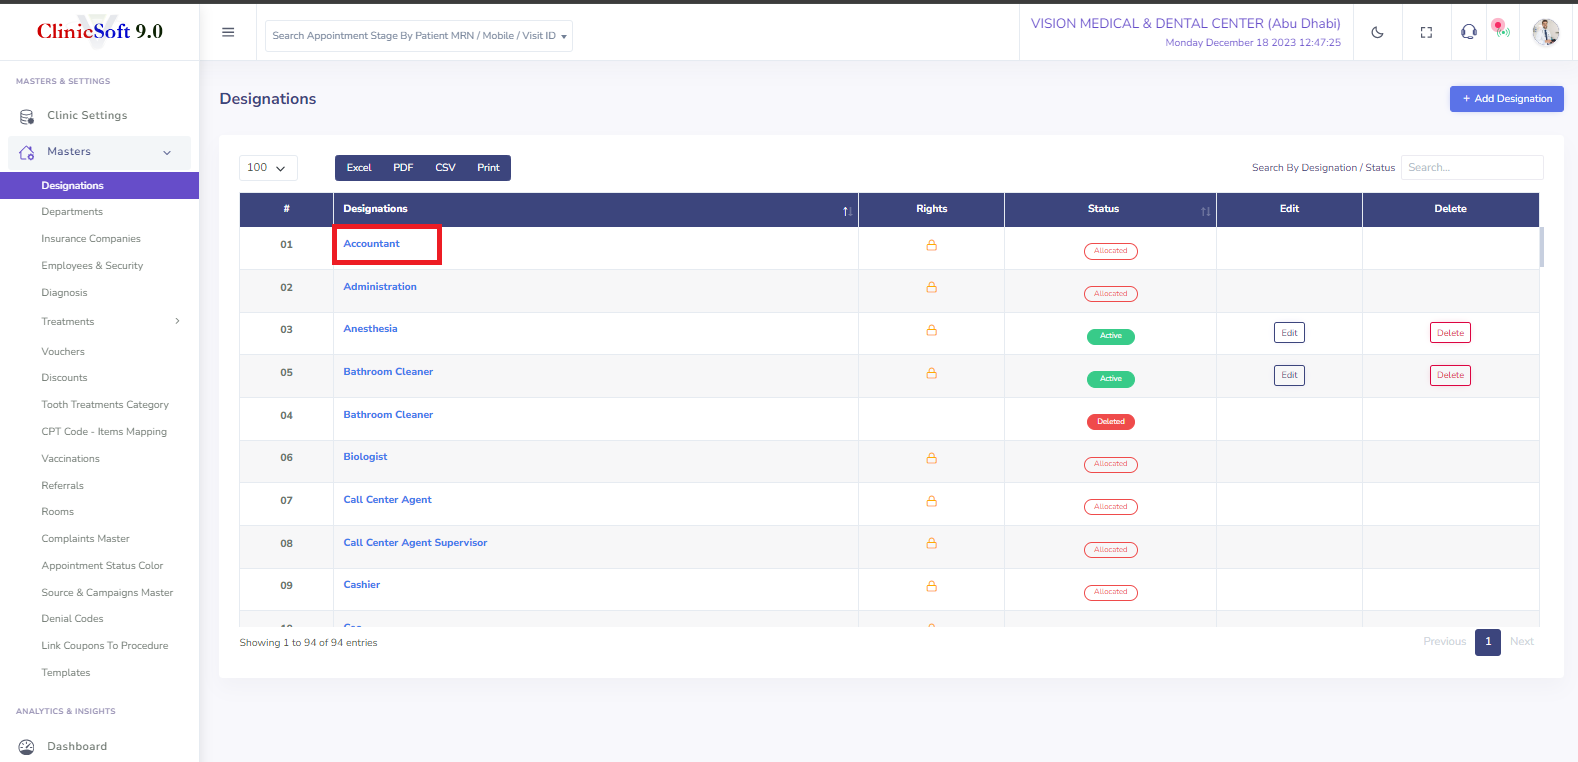 ClinicSoft 9.0
Search Appointment Stage By Patient MRN / Mobile / Visit ID
VISION MEDICAL & DENTAL CENTER (Abu Dhabi)
Monday December 18 2023 12:47:25
MASTERS & SETTINGS
Clinic Settings
Masters
Designations
Departments
Insurance Companies
Employees & Security
Diagnosis
Treatments
Vouchers
Discounts
Tooth Treatments Category
CPT Code - Items Mapping
Vaccinations
Referrals
Rooms
Complaints Master
Appointment Status Color
Source & Campaigns Master
Denial Codes
Link Coupons To Procedure
Templates
ANALYTICS & INSIGHTS
Dashboard
Designations
+ Add Designation
100
Excel PDF CSV Print
Search By Designation / Status Search...
# Designations Rights Status Edit Delete
01 Accountant Allocated
02 Administration Allocated
03 Anesthesia Active Edit Delete
05 Bathroom Cleaner Active Edit Delete
04 Bathroom Cleaner Deleted
06 Biologist Allocated
07 Call Center Agent Allocated
08 Call Center Agent Supervisor Allocated
09 Cashier Allocated
Showing 1 to 94 of 94 entries
Previous 1 Next